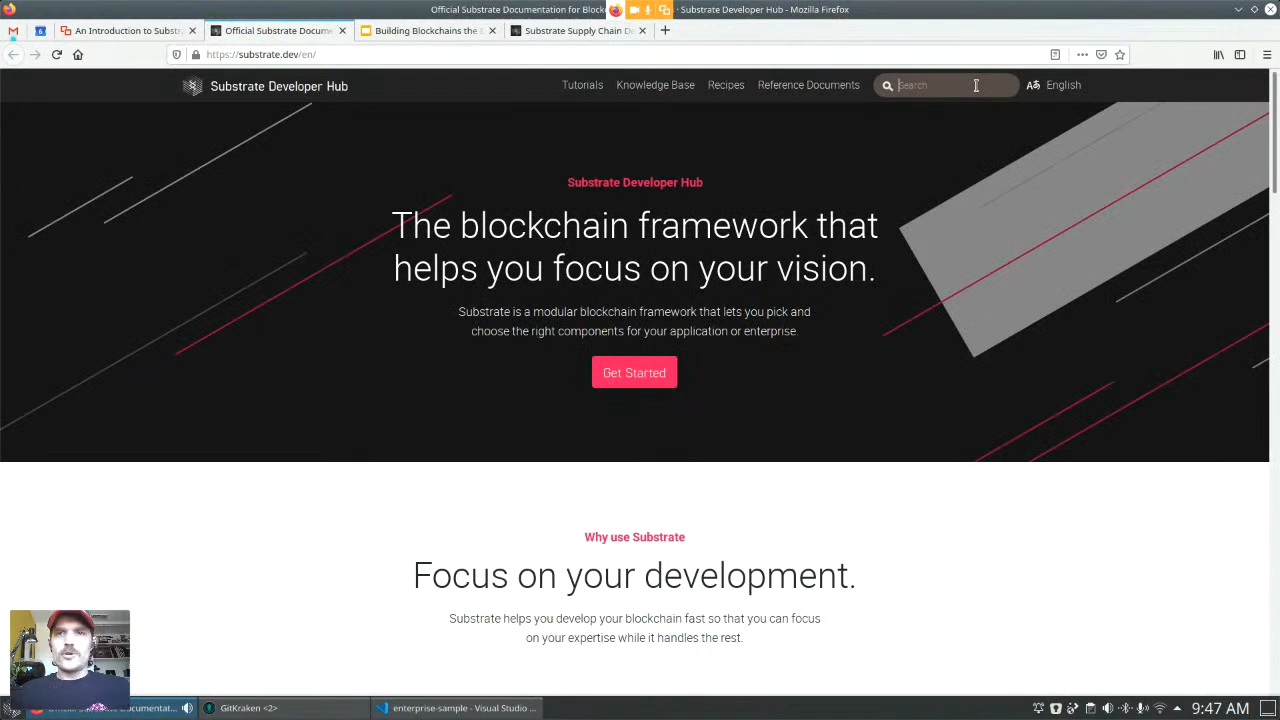 Official Substrate Documentation for Blockc
· Substrate Developer Hub - Mozilla Firefox
An Introduction to Substr
Official Substrate Docume
Building Blockchains the
Substrate Supply Chain De
https://substrate.dev/en/
Substrate Developer Hub
Tutorials
Knowledge Base
Recipes
Reference Documents
Search
English
Substrate Developer Hub
The blockchain framework that
helps you focus on your vision.
Substrate is a modular blockchain framework that lets you pick and
choose the right components for your application or enterprise.
Get Started
Why use Substrate
Focus on your development.
Substrate helps you develop your blockchain fast so that you can focus
on your expertise while it handles the rest.
GitKraken <2>
enterprise-sample - Visual Studio ...
9:47 AM